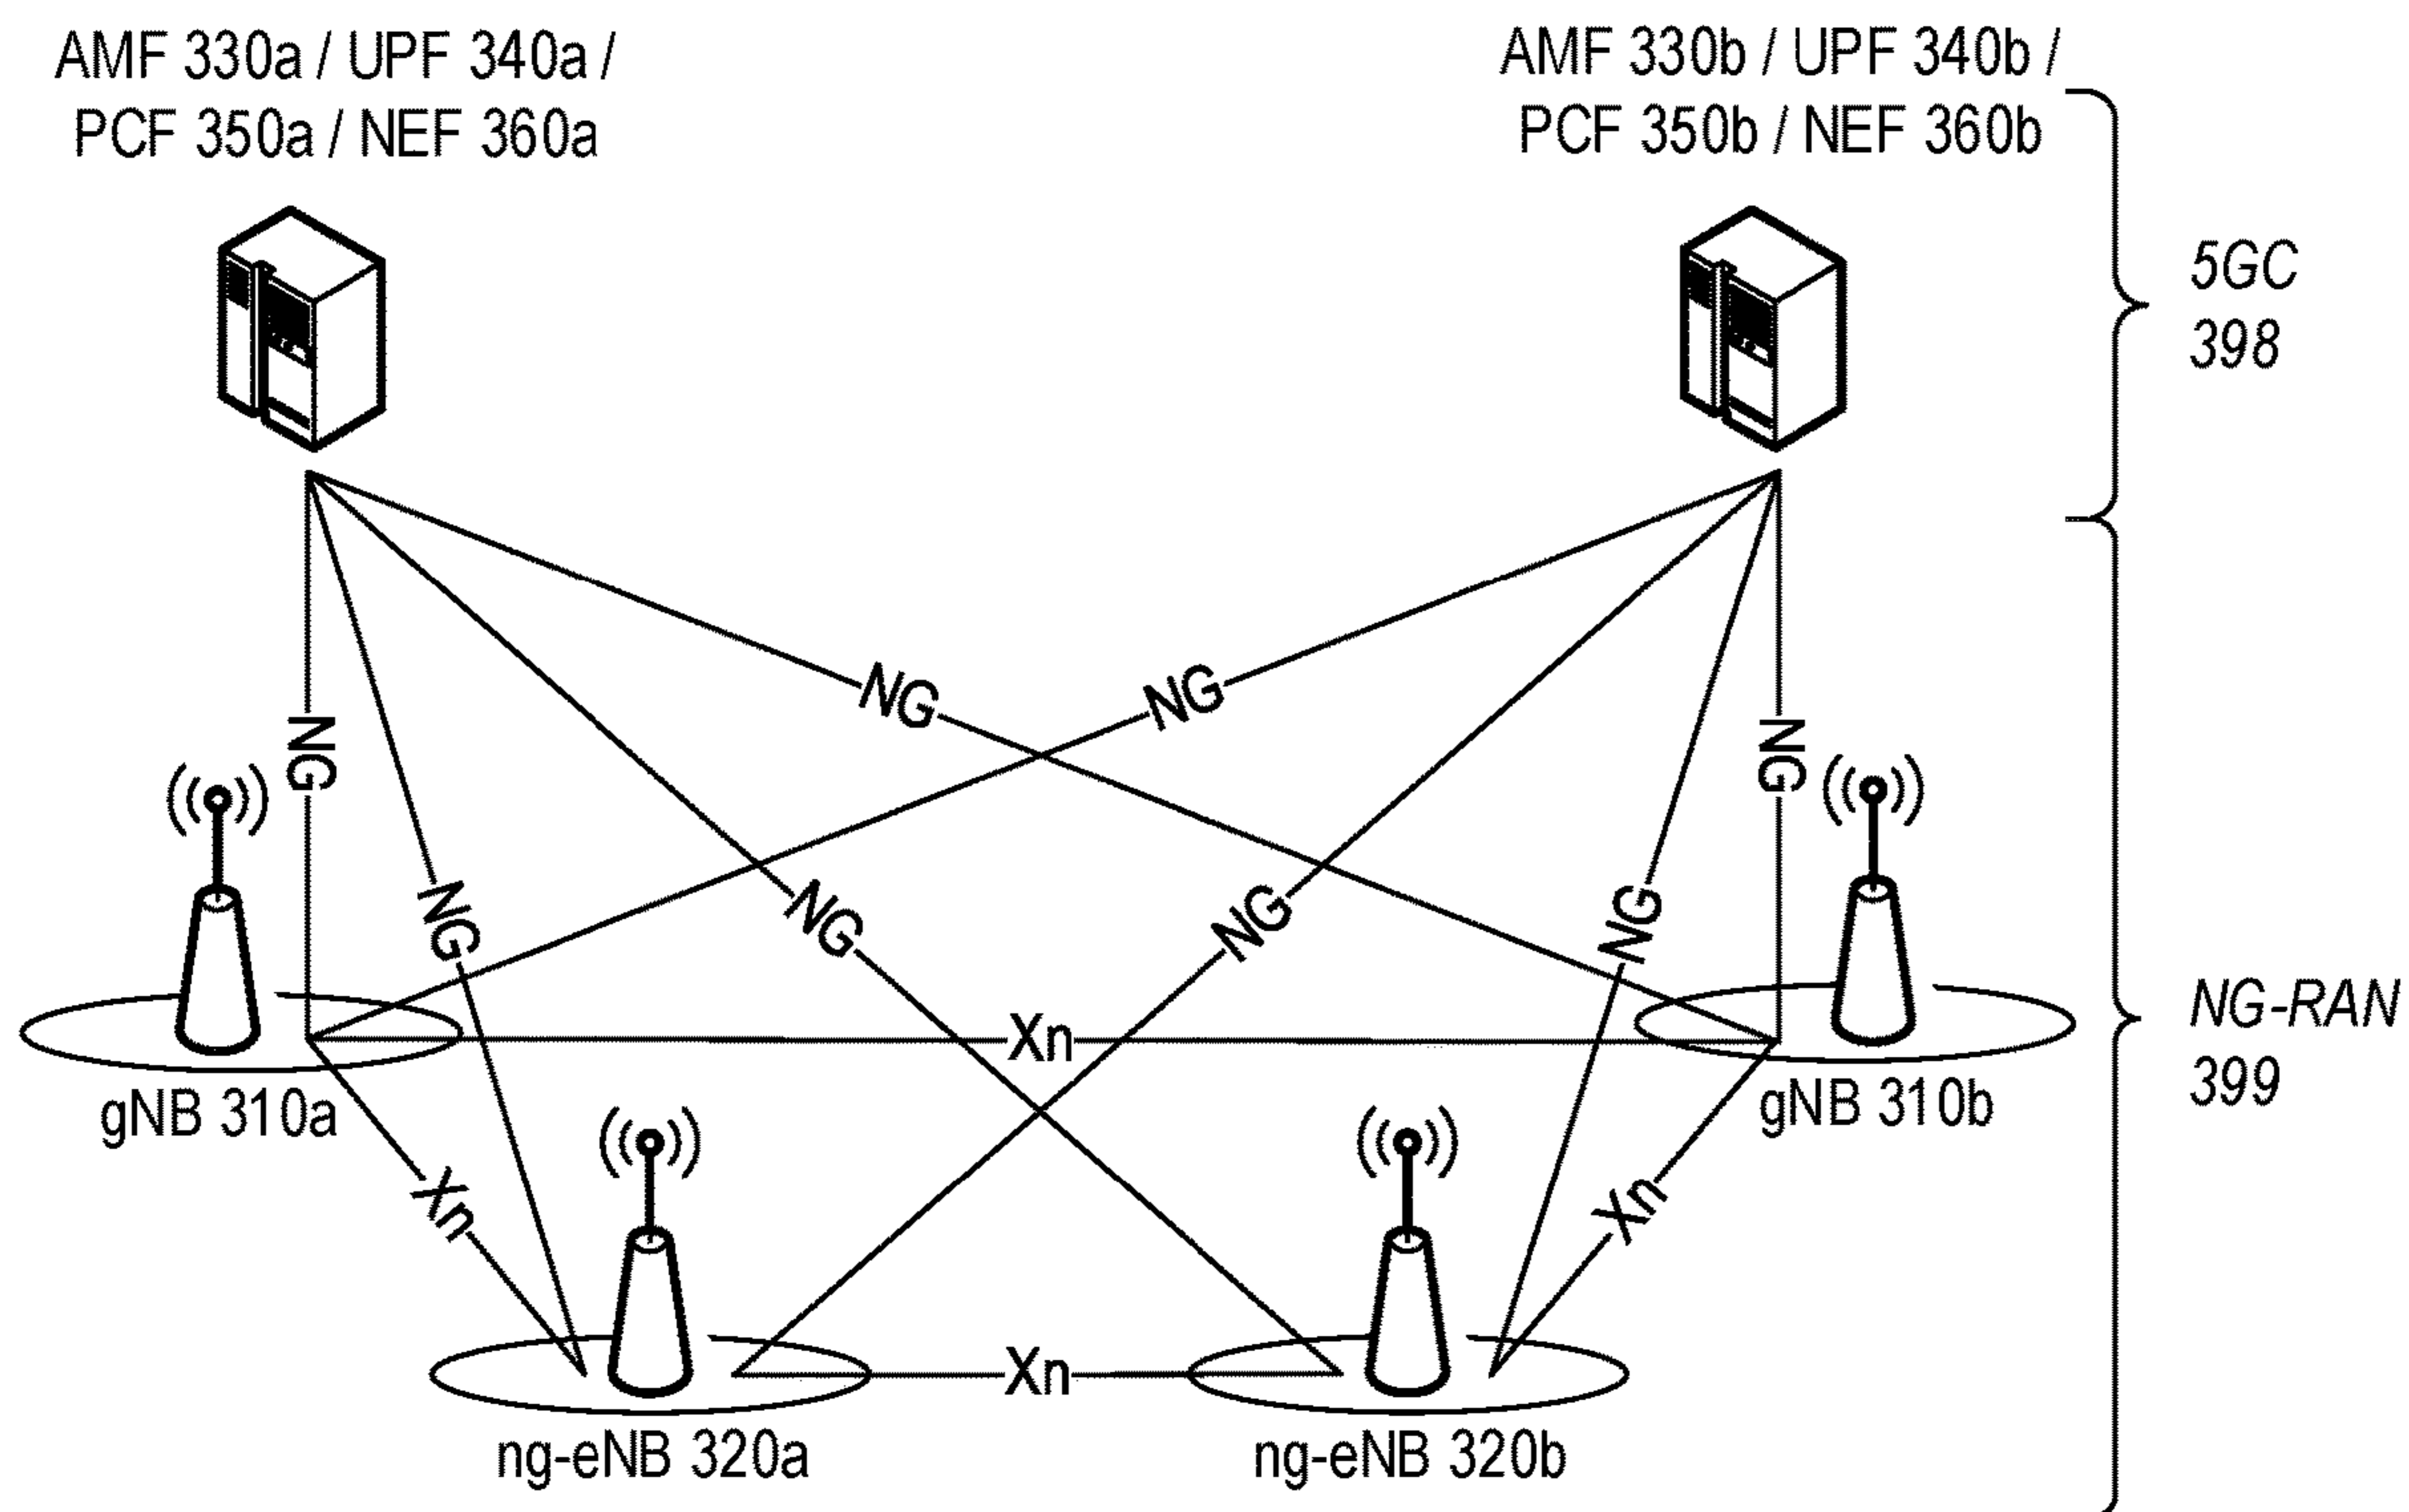 AMF 330a / UPF 340a /
PCF 350a / NEF 360a
AMF 330b / UPF 340b /
PCF 350b / NEF 360b
5GC
398
NG
NG
NG
NG
NG
NG
NG
NG
Xn
gNB 310a
gNB 310b
NG-RAN
399
Xn
Xn
Xn
ng-eNB 320a
ng-eNB 320b